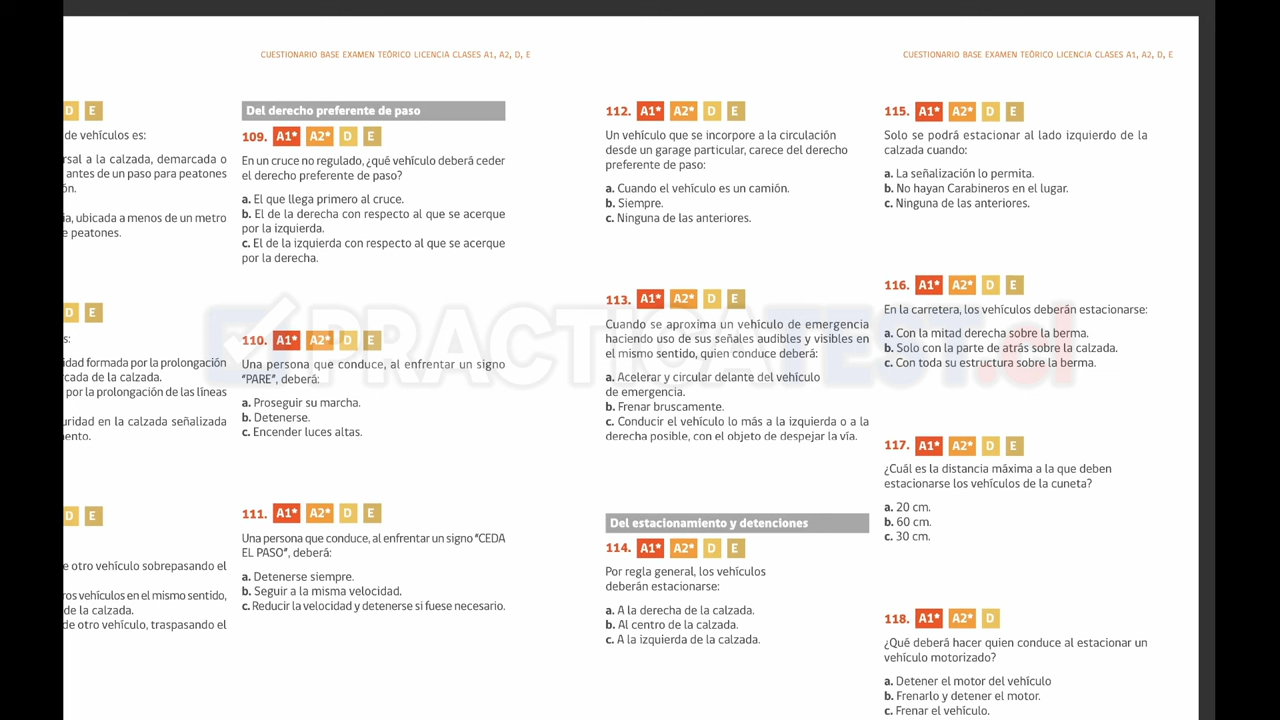 CUESTIONARIO BASE EXAMEN TEÓRICO LICENCIA CLASES A1, A2, D, E
D E
de vehículos es:
rsal a la calzada, demarcada o
antes de un paso para peatones
ón.
ia, ubicada a menos de un metro
e peatones.
D E
s:
idad formada por la prolongación
rcada de la calzada.
por la prolongación de las líneas
uridad en la calzada señalizada
ento.
D E
e otro vehículo sobrepasando el
ros vehículos en el mismo sentido,
de la calzada.
de otro vehículo, traspasando el
Del derecho preferente de paso
109. A1* A2* D E
En un cruce no regulado, ¿qué vehículo deberá ceder
el derecho preferente de paso?
a. El que llega primero al cruce.
b. El de la derecha con respecto al que se acerque
por la izquierda.
c. El de la izquierda con respecto al que se acerque
por la derecha.
110. A1* A2* D E
Una persona que conduce, al enfrentar un signo
"PARE", deberá:
a. Proseguir su marcha.
b. Detenerse.
c. Encender luces altas.
111. A1* A2* D E
Una persona que conduce, al enfrentar un signo "CEDA
EL PASO", deberá:
a. Detenerse siempre.
b. Seguir a la misma velocidad.
c. Reducir la velocidad y detenerse si fuese necesario.
CUESTIONARIO BASE EXAMEN TEÓRICO LICENCIA CLASES A1, A2, D, E
112. A1* A2* D E
Un vehículo que se incorpore a la circulación
desde un garage particular, carece del derecho
preferente de paso:
a. Cuando el vehículo es un camión.
b. Siempre.
c. Ninguna de las anteriores.
113. A1* A2* D E
Cuando se aproxima un vehículo de emergencia
haciendo uso de sus señales audibles y visibles en
el mismo sentido, quien conduce deberá:
a. Acelerar y circular delante del vehículo
de emergencia.
b. Frenar bruscamente.
c. Conducir el vehículo lo más a la izquierda o a la
derecha posible, con el objeto de despejar la vía.
Del estacionamiento y detenciones
114. A1* A2* D E
Por regla general, los vehículos
deberán estacionarse:
a. A la derecha de la calzada.
b. Al centro de la calzada.
c. A la izquierda de la calzada.
115. A1* A2* D E
Solo se podrá estacionar al lado izquierdo de la
calzada cuando:
a. La señalización lo permita.
b. No hayan Carabineros en el lugar.
c. Ninguna de las anteriores.
116. A1* A2* D E
En la carretera, los vehículos deberán estacionarse:
a. Con la mitad derecha sobre la berma.
b. Solo con la parte de atrás sobre la calzada.
c. Con toda su estructura sobre la berma.
117. A1* A2* D E
¿Cuál es la distancia máxima a la que deben
estacionarse los vehículos de la cuneta?
a. 20 cm.
b. 60 cm.
c. 30 cm.
118. A1* A2* D
¿Qué deberá hacer quien conduce al estacionar un
vehículo motorizado?
a. Detener el motor del vehículo
b. Frenarlo y detener el motor.
c. Frenar el vehículo.
PRACTICATEST.cl